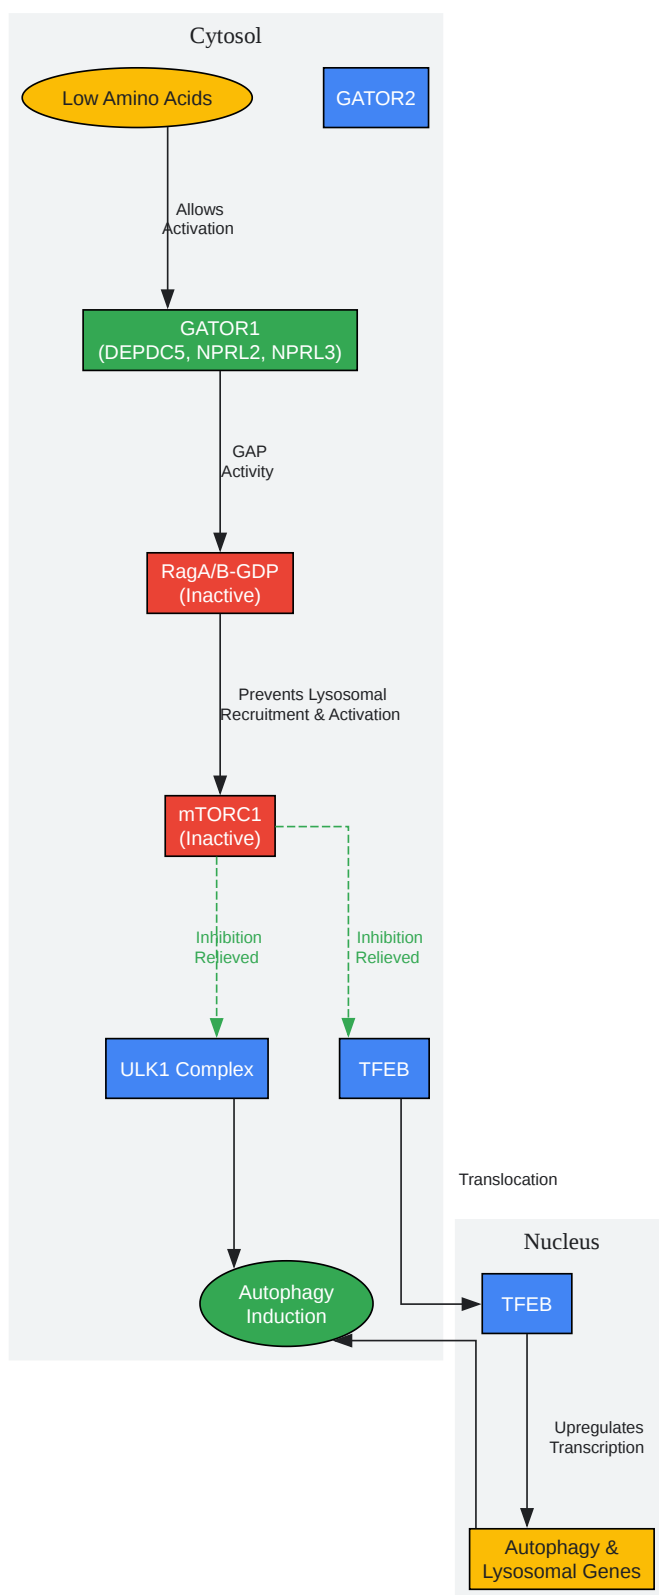 Cytosol
Low Amino Acids
GATOR2
Allows
Activation
GATOR1
(DEPDC5, NPRL2, NPRL3)
GAP
Activity
RagA/B-GDP
(Inactive)
Prevents Lysosomal
Recruitment & Activation
mTORC1
(Inactive)
Inhibition
Relieved
Inhibition
Relieved
ULK1 Complex
TFEB
Translocation
Nucleus
Autophagy
Induction
TFEB
Upregulates
Transcription
Autophagy &
Lysosomal Genes